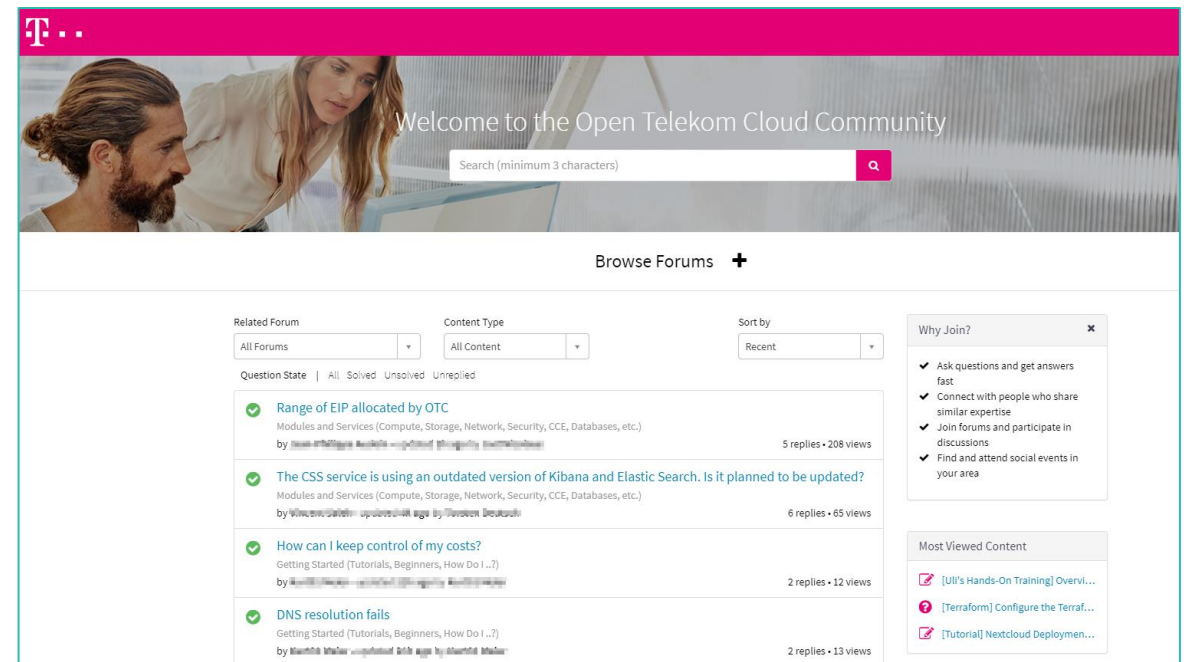 T
Welcome to the Open Telekom Cloud Community
Search (minimum 3 characters)
Browse Forums
Related Forum
Content Type
Sort by
All Forums
All Content
Recent
Question State | All Solved Unsolved Unreplied
Range of EIP allocated by OTC
Modules and Services (Compute, Storage, Network, Security, CCE, Databases, etc.)
by
5 replies • 208 views
The CSS service is using an outdated version of Kibana and Elastic Search. Is it planned to be updated?
Modules and Services (Compute, Storage, Network, Security, CCE, Databases, etc.)
by
6 replies • 65 views
How can I keep control of my costs?
Getting Started (Tutorials, Beginners, How Do I ..?)
by
2 replies • 12 views
DNS resolution fails
Getting Started (Tutorials, Beginners, How Do I ..?)
by
2 replies • 13 views
Why Join?
Ask questions and get answers
fast
Connect with people who share
similar expertise
Join forums and participate in
discussions
Find and attend social events in
your area
Most Viewed Content
[Uli's Hands-On Training] Overvi...
[Terraform] Configure the Terraf...
[Tutorial] Nextcloud Deploymen...